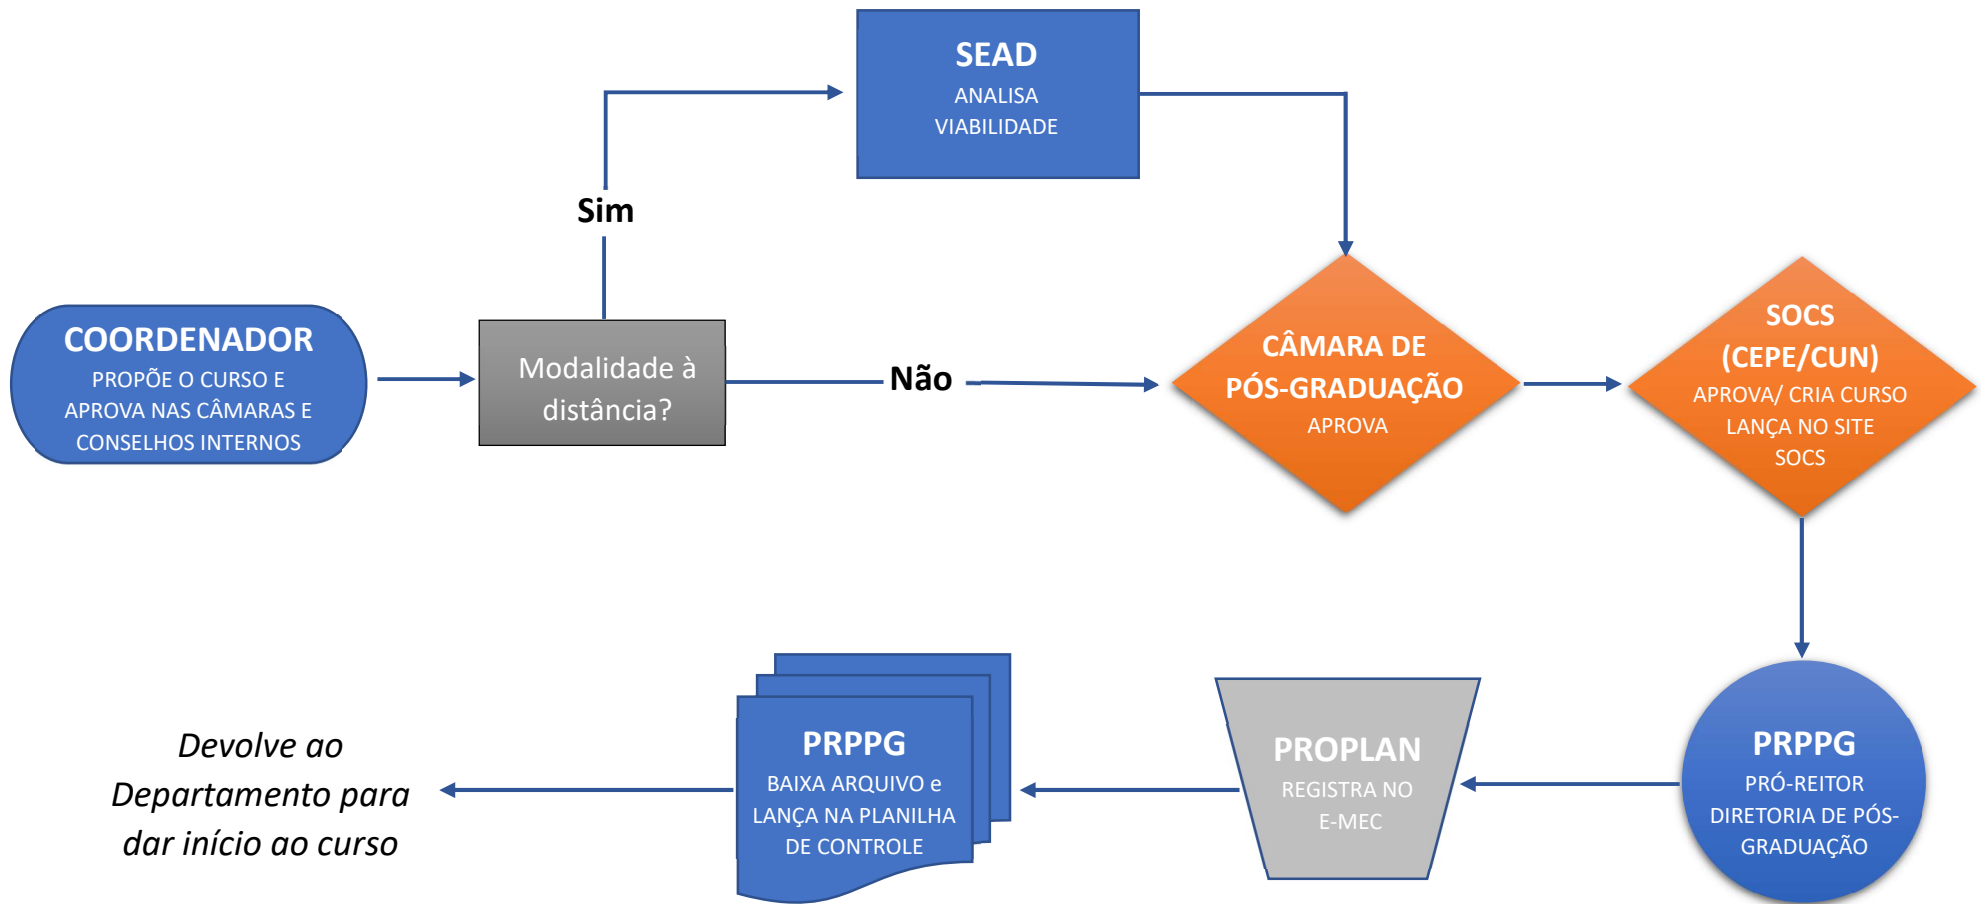 SEAD
ANALISA
VIABILIDADE
Sim
COORDENADOR
PROPÕE O CURSO E
APROVA NAS CÂMARAS E
CONSELHOS INTERNOS
Modalidade à
distância?
Não
CÂMARA DE
PÓS-GRADUAÇÃO
APROVA
SOCS
(CEPE/CUN)
APROVA/ CRIA CURSO
LANÇA NO SITE
SOCS
PRPPG
PRÓ-REITOR
DIRETORIA DE PÓS-
GRADUAÇÃO
PROPLAN
REGISTRA NO
E-MEC
PRPPG
BAIXA ARQUIVO e
LANÇA NA PLANILHA
DE CONTROLE
Devolve ao
Departamento para
dar início ao curso